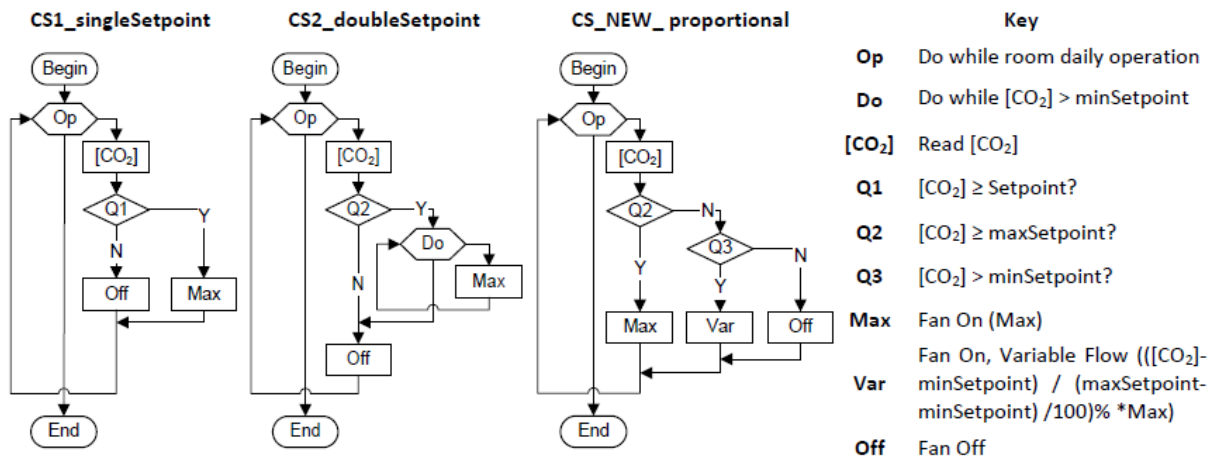 CS1_singleSetpoint
Begin
Op
[CO₂]
Q1
Y
N
Off
Max
End
CS2_doubleSetpoint
Begin
Op
[CO₂]
Q2
Y
Do
N
Max
Off
End
CS_NEW_ proportional
Begin
Op
[CO₂]
Q2
N
Q3
Y
Y
N
Max
Var
Off
End
Key
Op Do while room daily operation
Do Do while [CO₂] > minSetpoint
[CO₂] Read [CO₂]
Q1 [CO₂] ≥ Setpoint?
Q2 [CO₂] ≥ maxSetpoint?
Q3 [CO₂] > minSetpoint?
Max Fan On (Max)
Var Fan On, Variable Flow (([CO₂]-
minSetpoint) / (maxSetpoint-
minSetpoint) /100)% *Max)
Off Fan Off